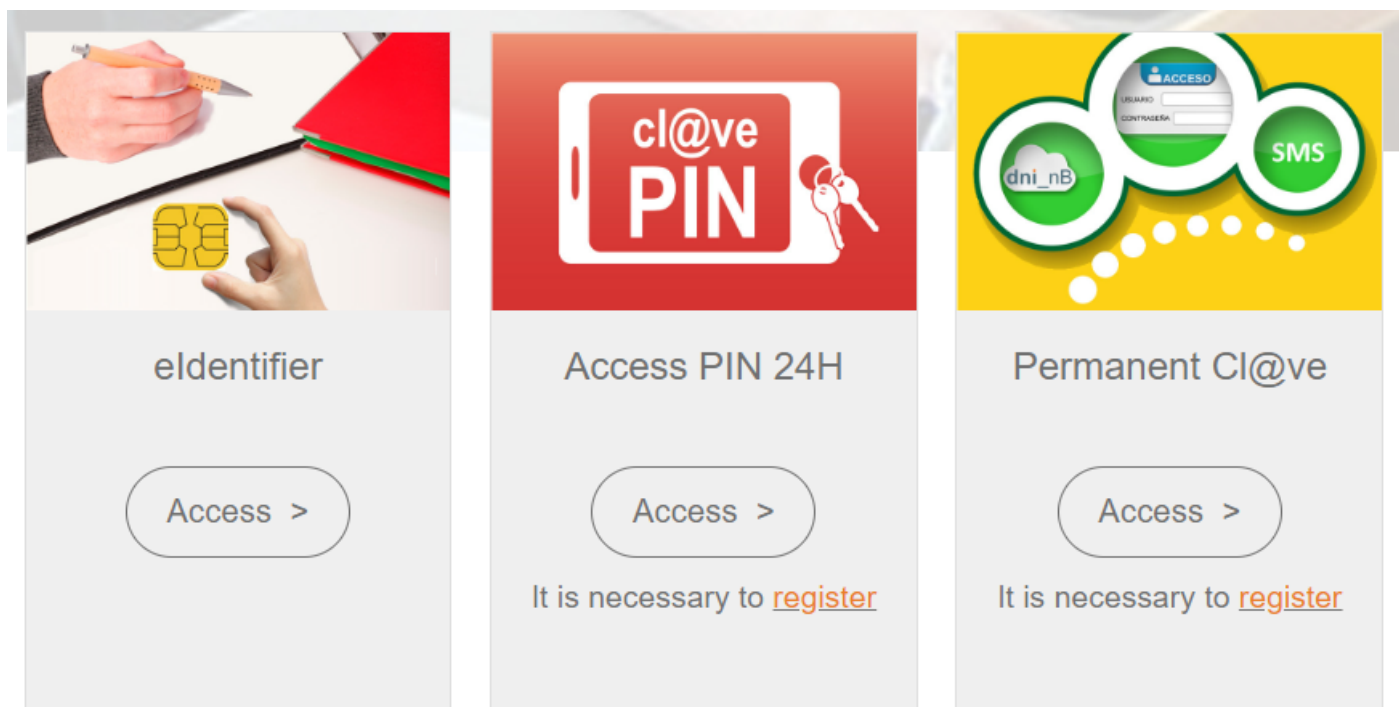 cl@ve
PIN
ACCESO
USUARIO
CONTRASEÑA
dni_nB
SMS
eIdentifier
Access PIN 24H
Permanent Cl@ve
Access >
Access >
Access >
It is necessary to register
It is necessary to register